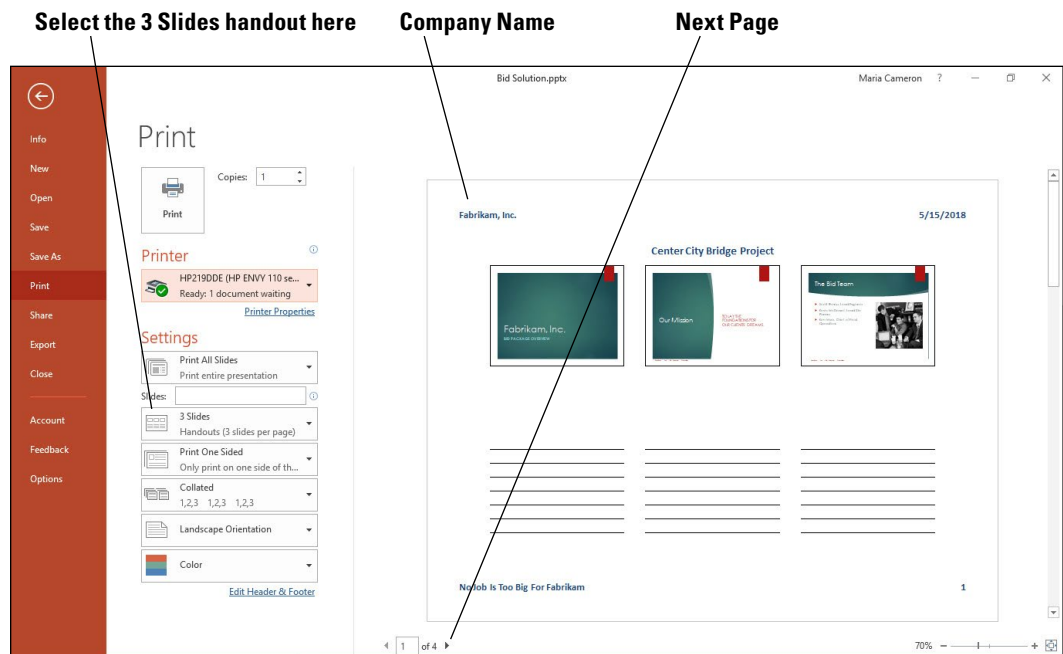 Select the 3 Slides handout here
Company Name
Next Page
Bid Solution.pptx
Maria Cameron ?
Info
New
Open
Save
Save As
Print
Share
Export
Close
Account
Feedback
Options
Print
Print
Copies: 1
Printer
HP219DDE (HP ENVY 110 se...
Ready: 1 document waiting
Printer Properties
Settings
Print All Slides
Print entire presentation
Slides:
3 Slides
Handouts (3 slides per page)
Print One Sided
Only print on one side of th...
Collated
1,2,3 1,2,3 1,2,3
Landscape Orientation
Color
Edit Header & Footer
Fabrikam, Inc.
5/15/2018
Center City Bridge Project
Fabrikam, Inc.
Our Mission
The Bid Team
No Job Is Too Big For Fabrikam
1
1 of 4
70%